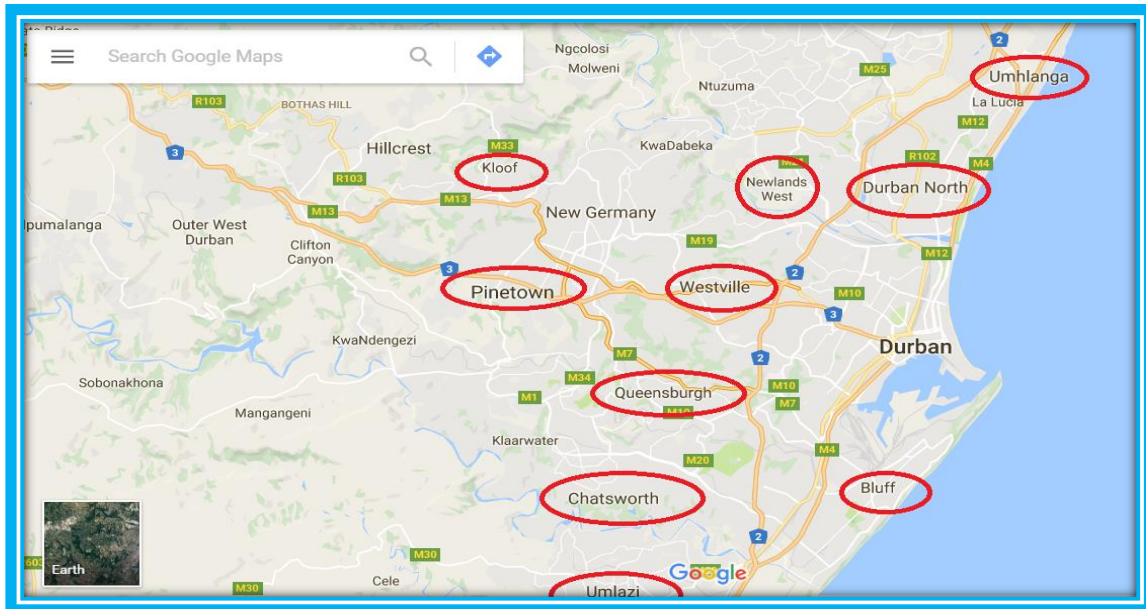 Search Google Maps
Ngcolosi
2
Molweni
M25
Umhlanga
Ntuzuma
La Lucia
R103
BOTHAS HILL
M12
Hillcrest
M33
KwaDabeka
R102
3
Kloof
M4
R103
Newlands
West
Durban North
M13
M13
New Germany
Outer West
Durban
Clifton
Canyon
M19
M12
3
2
Pinetown
Westville
M10
3
KwaNdengezi
Durban
M7
2
Sobonakhona
M34
M10
M1
Queensburgh
M7
Mangangeni
Klaarwater
M4
M20
Chatsworth
Bluff
2
Earth
M30
Google
Cele
M30
Umlazi